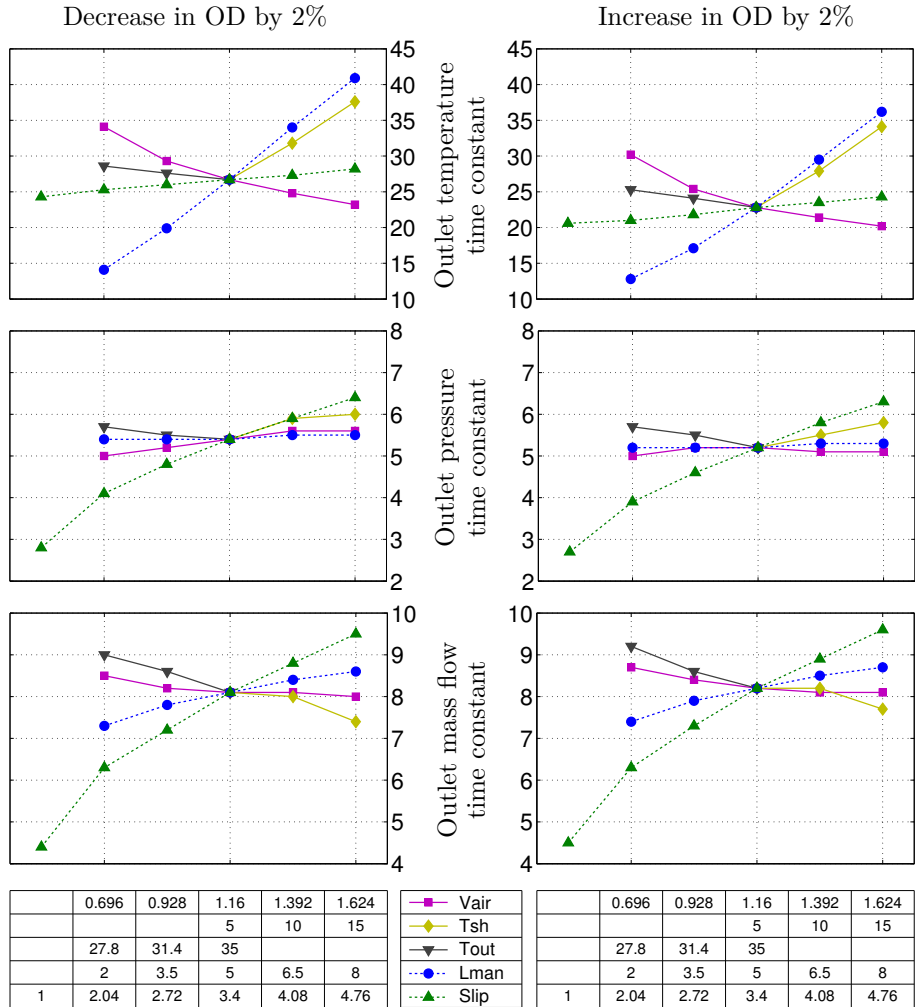 Decrease in OD by 2%
Increase in OD by 2%
45
40
35
30
25
20
15
10
Outlet temperature
time constant
45
40
35
30
25
20
15
10
8
7
6
5
4
3
2
Outlet pressure
time constant
8
7
6
5
4
3
2
10
9
8
7
6
5
4
Outlet mass flow
time constant
10
9
8
7
6
5
4
0.696 0.928 1.16 1.392 1.624
5 10 15
27.8 31.4 35
2 3.5 5 6.5 8
1 2.04 2.72 3.4 4.08 4.76
Vair
Tsh
Tout
Lman
Slip
0.696 0.928 1.16 1.392 1.624
5 10 15
27.8 31.4 35
2 3.5 5 6.5 8
1 2.04 2.72 3.4 4.08 4.76